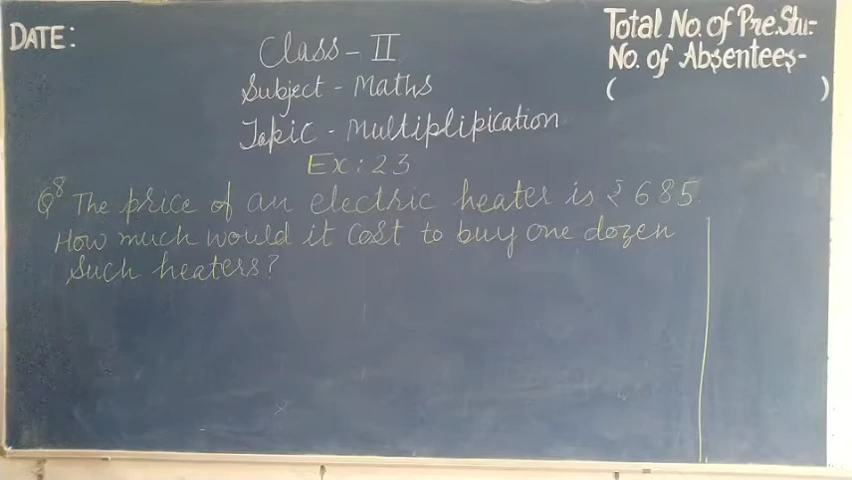 DATE:
Total No. of Pre.Stu:-
No. of Absentees-
( )
Class - II
Subject - Maths
Topic - Multiplipication
Ex: 23
Q8 The price of an electric heater is ₹ 685.
How much would it cost to buy one dozen
such heaters?